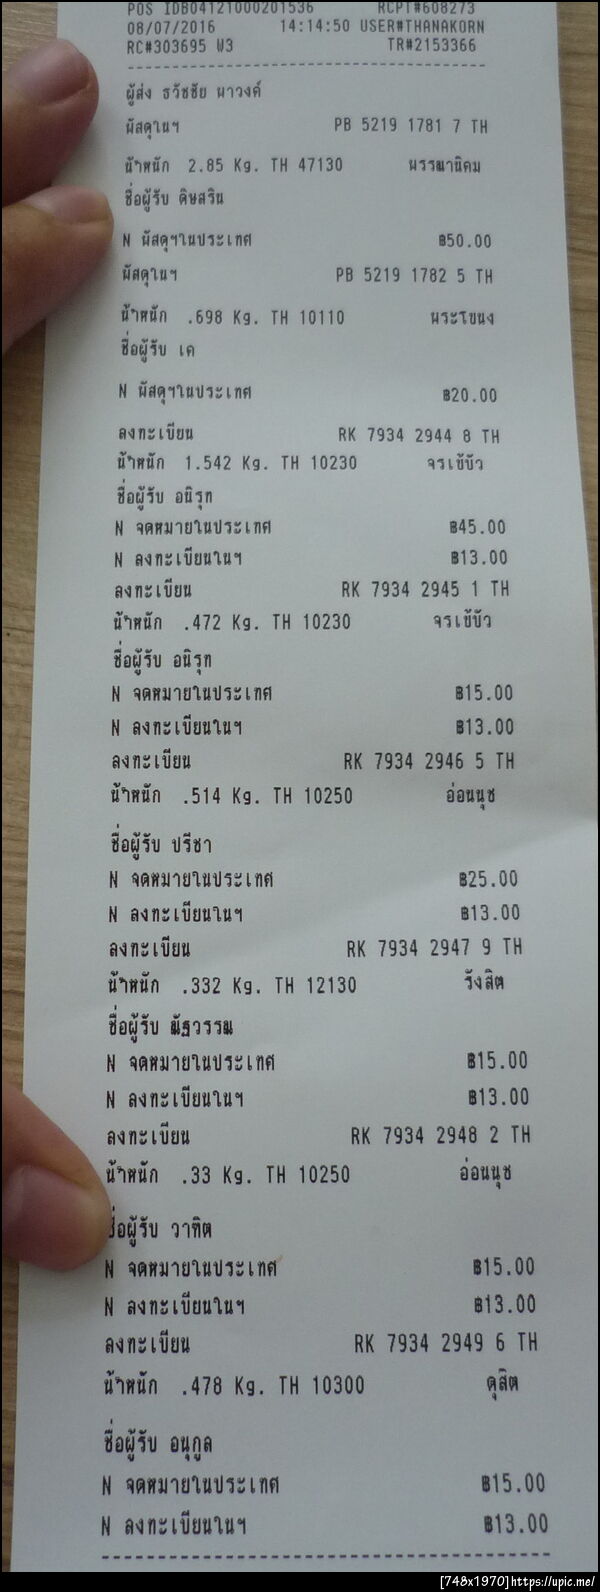 POS IDB04121000201536 RCPT#608273
08/07/2016 14:14:50 USER#THANAKORN
RC#303695 W3 TR#2153366
ผู้ส่ง ธวัชชัย ผาวงค์
พัสดุในฯ PB 5219 1781 7 TH
น้ำหนัก 2.85 Kg. TH 47130 พรรณานิคม
ชื่อผู้รับ ดิษสริน
N พัสดุฯในประเทศ ฿50.00
พัสดุในฯ PB 5219 1782 5 TH
น้ำหนัก .698 Kg. TH 10110 พระโขนง
ชื่อผู้รับ เค
N พัสดุฯในประเทศ ฿20.00
ลงทะเบียน RK 7934 2944 8 TH
น้ำหนัก 1.542 Kg. TH 10230 จรเข้บัว
ชื่อผู้รับ อนิรุท
N จดหมายในประเทศ ฿45.00
N ลงทะเบียนในฯ ฿13.00
ลงทะเบียน RK 7934 2945 1 TH
น้ำหนัก .472 Kg. TH 10230 จรเข้บัว
ชื่อผู้รับ อนิรุท
N จดหมายในประเทศ ฿15.00
N ลงทะเบียนในฯ ฿13.00
ลงทะเบียน RK 7934 2946 5 TH
น้ำหนัก .514 Kg. TH 10250 อ่อนนุช
ชื่อผู้รับ ปรีชา
N จดหมายในประเทศ ฿25.00
N ลงทะเบียนในฯ ฿13.00
ลงทะเบียน RK 7934 2947 9 TH
น้ำหนัก .332 Kg. TH 12130 รังสิต
ชื่อผู้รับ ณัฐวรรณ
N จดหมายในประเทศ ฿15.00
N ลงทะเบียนในฯ ฿13.00
ลงทะเบียน RK 7934 2948 2 TH
น้ำหนัก .33 Kg. TH 10250 อ่อนนุช
ชื่อผู้รับ วาทิต
N จดหมายในประเทศ ฿15.00
N ลงทะเบียนในฯ ฿13.00
ลงทะเบียน RK 7934 2949 6 TH
น้ำหนัก .478 Kg. TH 10300 ดุสิต
ชื่อผู้รับ อนุกูล
N จดหมายในประเทศ ฿15.00
N ลงทะเบียนในฯ ฿13.00
[748x1970]https://upic.me/